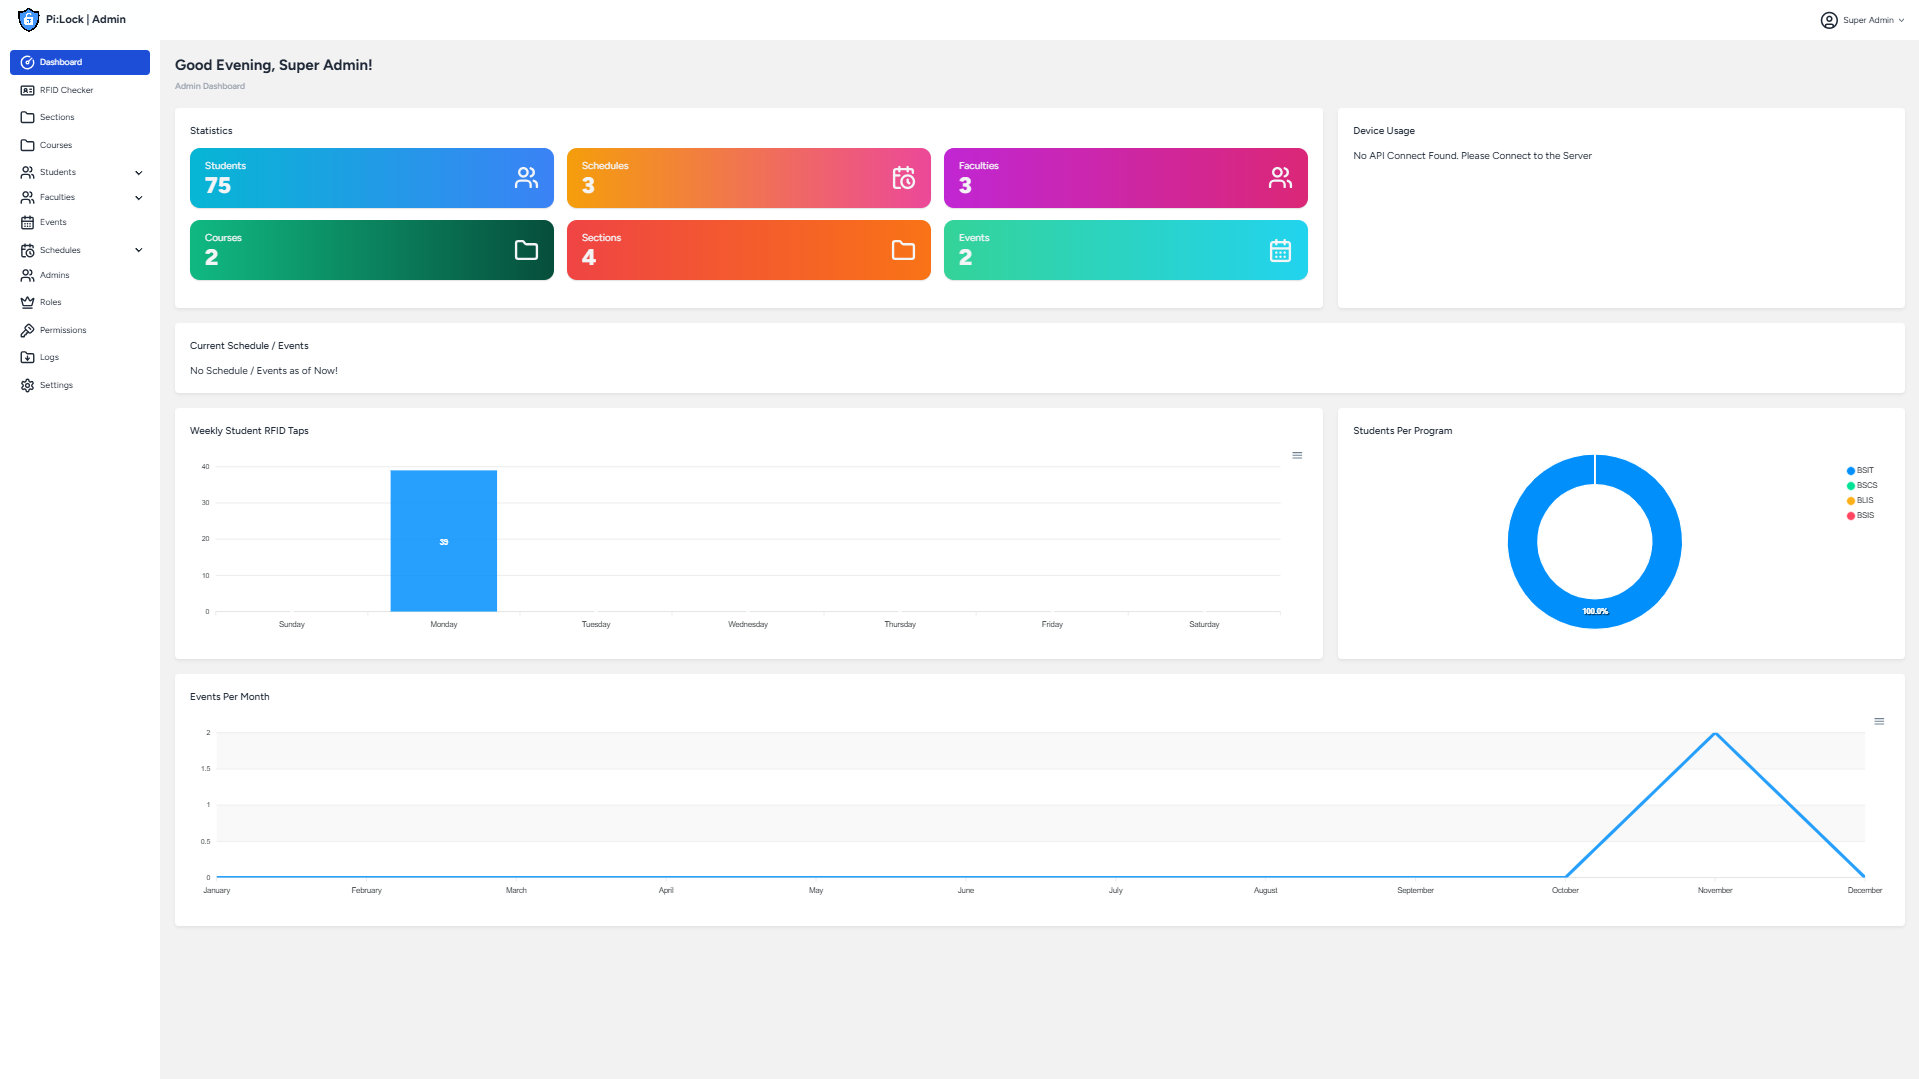 Pi:Lock | Admin
Super Admin
Dashboard
RFID Checker
Sections
Courses
Students
Faculties
Events
Schedules
Admins
Roles
Permissions
Logs
Settings
Good Evening, Super Admin!
Admin Dashboard
Statistics
Students
75
Schedules
3
Faculties
3
Courses
2
Sections
4
Events
2
Device Usage
No API Connect Found. Please Connect to the Server
Current Schedule / Events
No Schedule / Events as of Now!
Weekly Student RFID Taps
40
30
20
10
0
39
Sunday Monday Tuesday Wednesday Thursday Friday Saturday
Students Per Program
100.0%
BSIT
BSCS
BLIS
BSIS
Events Per Month
2
1.5
1
0.5
0
January February March April May June July August September October November December